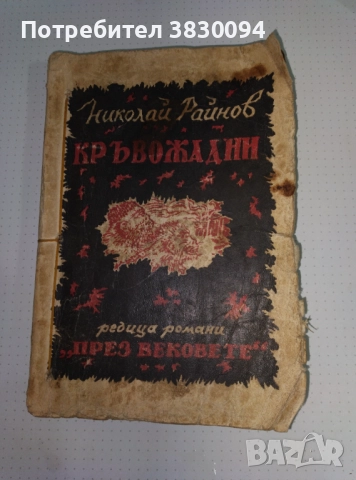 Потребител 3830094
Николай Райнов
КРЪВОЖАДНИ
редица романи
„ПРЕЗ ВЕКОВЕТЕ“
BAZAR